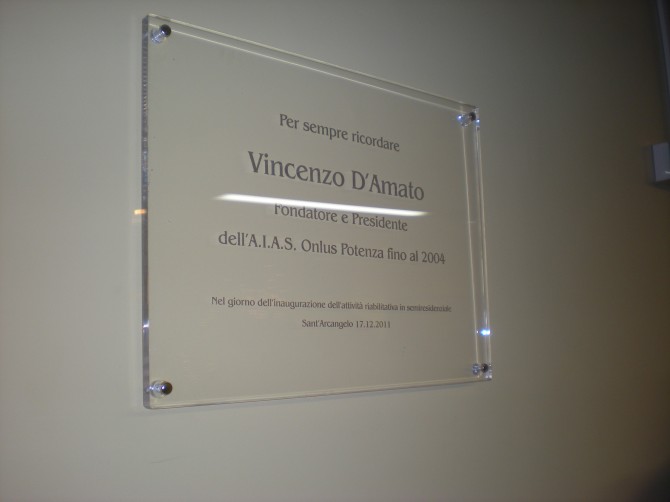 Per sempre ricordare
Vincenzo D'Amato
Fondatore e Presidente
dell'A.I.A.S. Onlus Potenza fino al 2004
Nel giorno dell'inaugurazione dell'attività riabilitativa in semiresidenziale
Sant'Arcangelo 17.12.2011